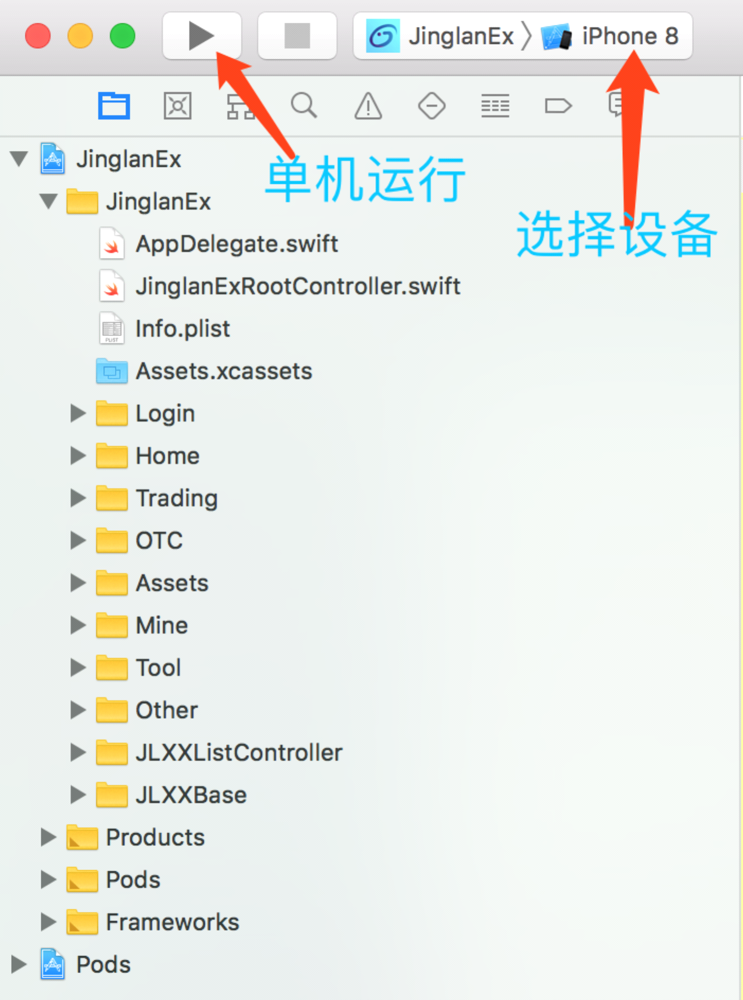 JinglanEx
iPhone 8
JinglanEx
单机运行
JinglanEx
选择设备
AppDelegate.swift
JinglanExRootController.swift
PLIST
Info.plist
Assets.xcassets
Login
Home
Trading
OTC
Assets
Mine
Tool
Other
JLXXListController
JLXXBase
Products
Pods
Frameworks
Pods